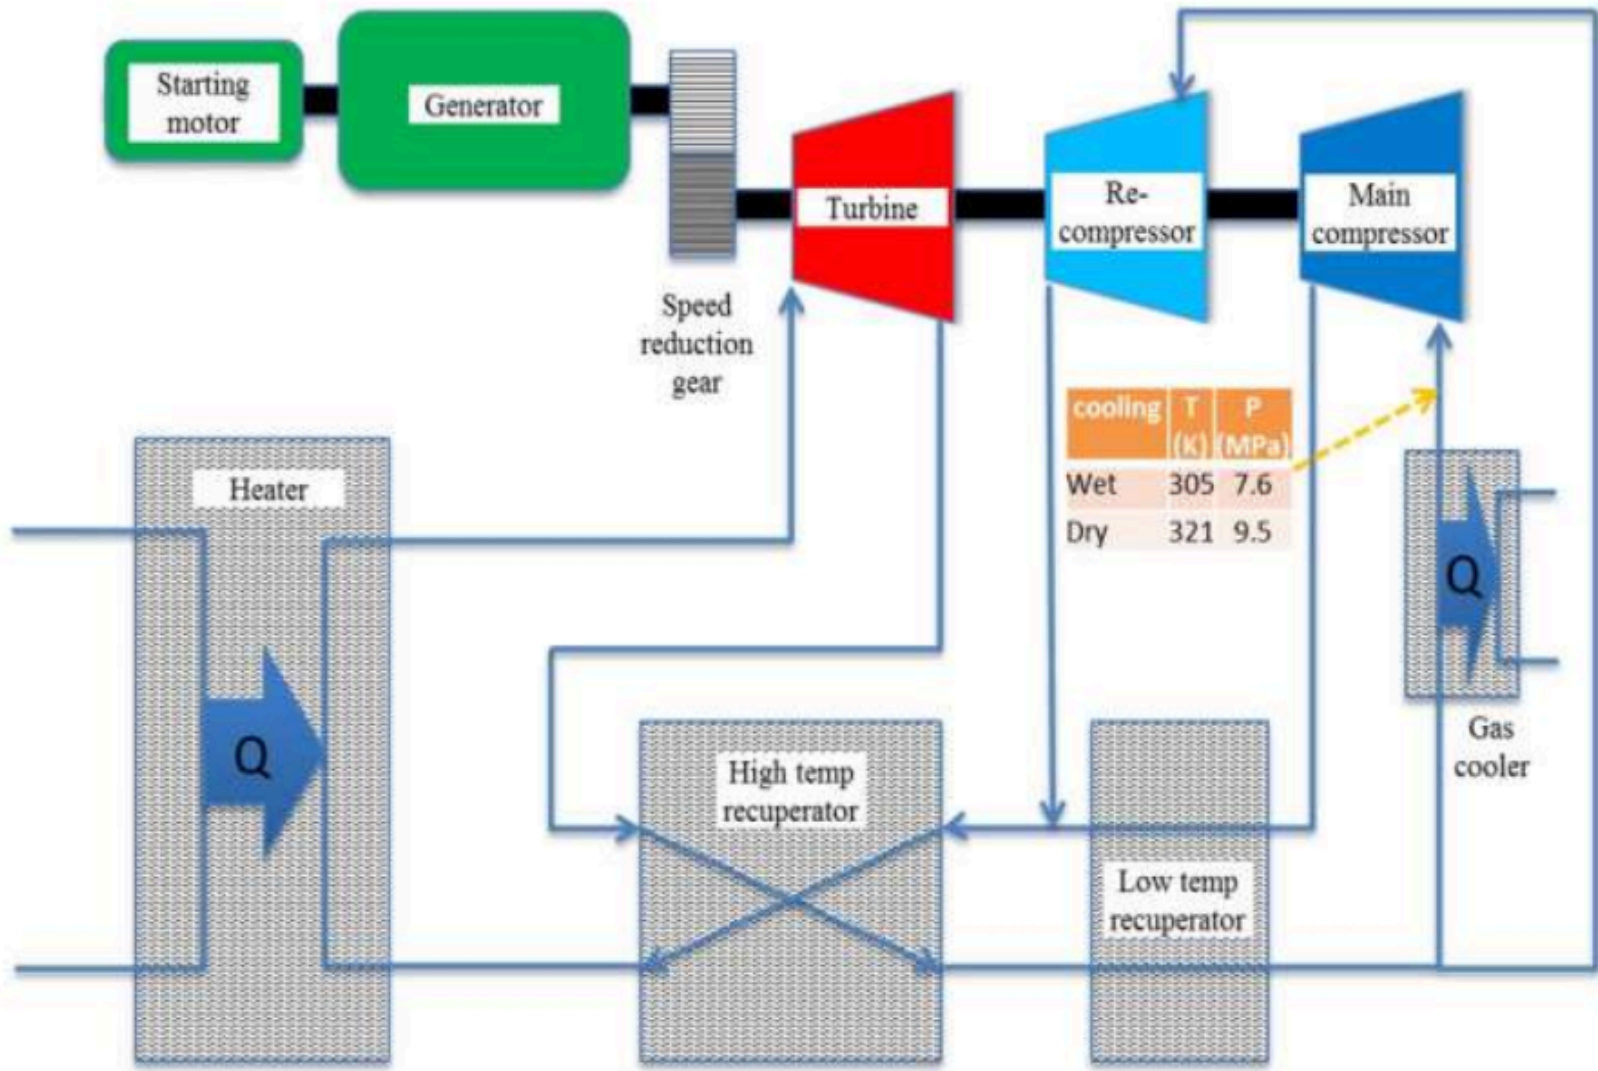 Starting
motor
Generator
Turbine
Re-
compressor
Main
compressor
Speed
reduction
gear
cooling T P
(K) (MPa)
Wet 305 7.6
Dry 321 9.5
Heater
Q
Q
Gas
cooler
High temp
recuperator
Low temp
recuperator